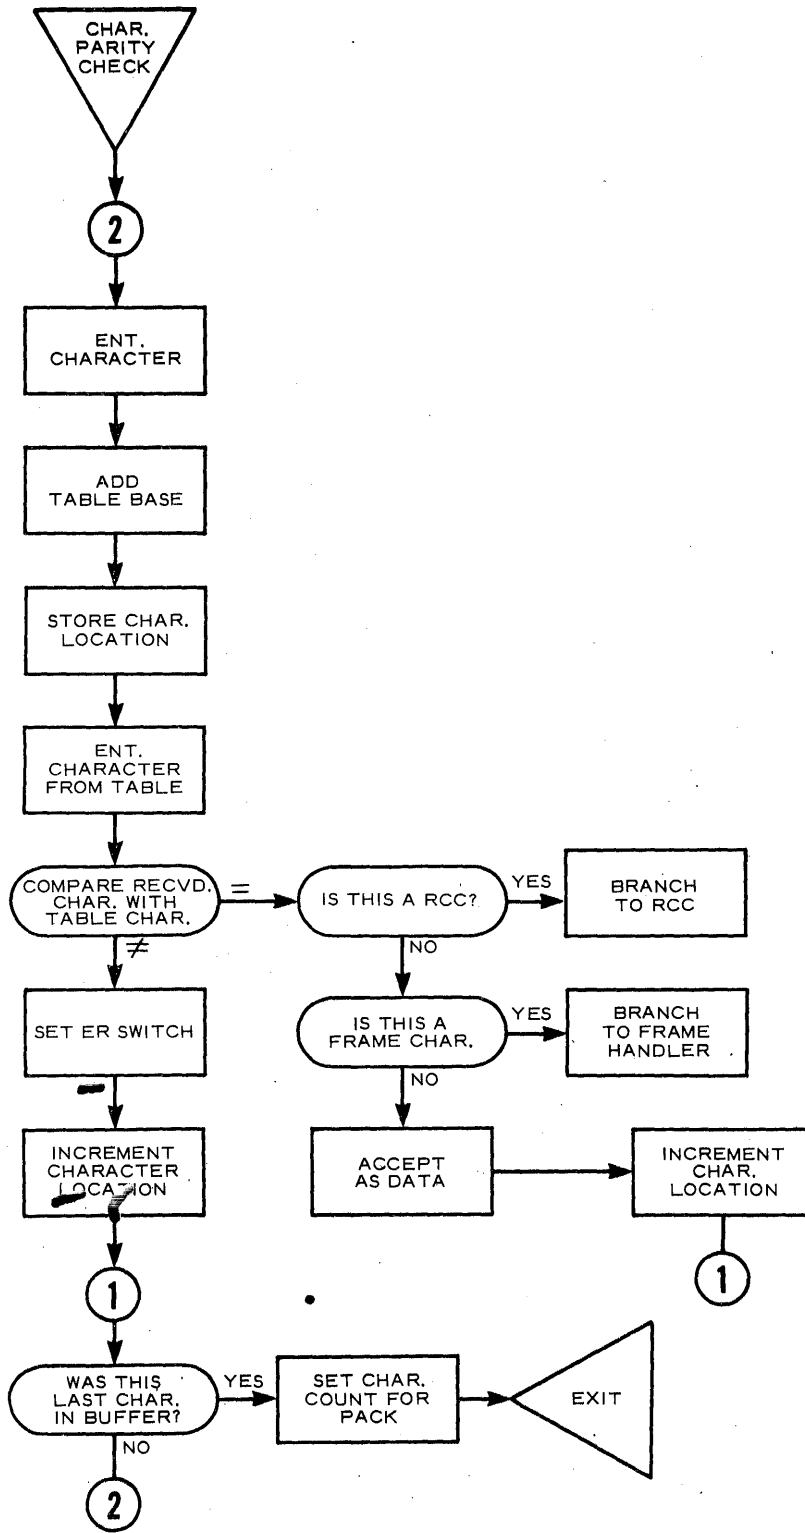 CHAR.
PARITY
CHECK
2
ENT.
CHARACTER
ADD
TABLE BASE
STORE CHAR.
LOCATION
ENT.
CHARACTER
FROM TABLE
COMPARE RECVD.
CHAR. WITH
TABLE CHAR.
=
IS THIS A RCC?
YES
BRANCH
TO RCC
≠
NO
SET ER SWITCH
IS THIS A
FRAME CHAR.
YES
BRANCH
TO FRAME
HANDLER
NO
INCREMENT
CHARACTER
LOCATION
ACCEPT
AS DATA
INCREMENT
CHAR.
LOCATION
1
1
WAS THIS
LAST CHAR.
IN BUFFER?
YES
SET CHAR.
COUNT FOR
PACK
EXIT
NO
2